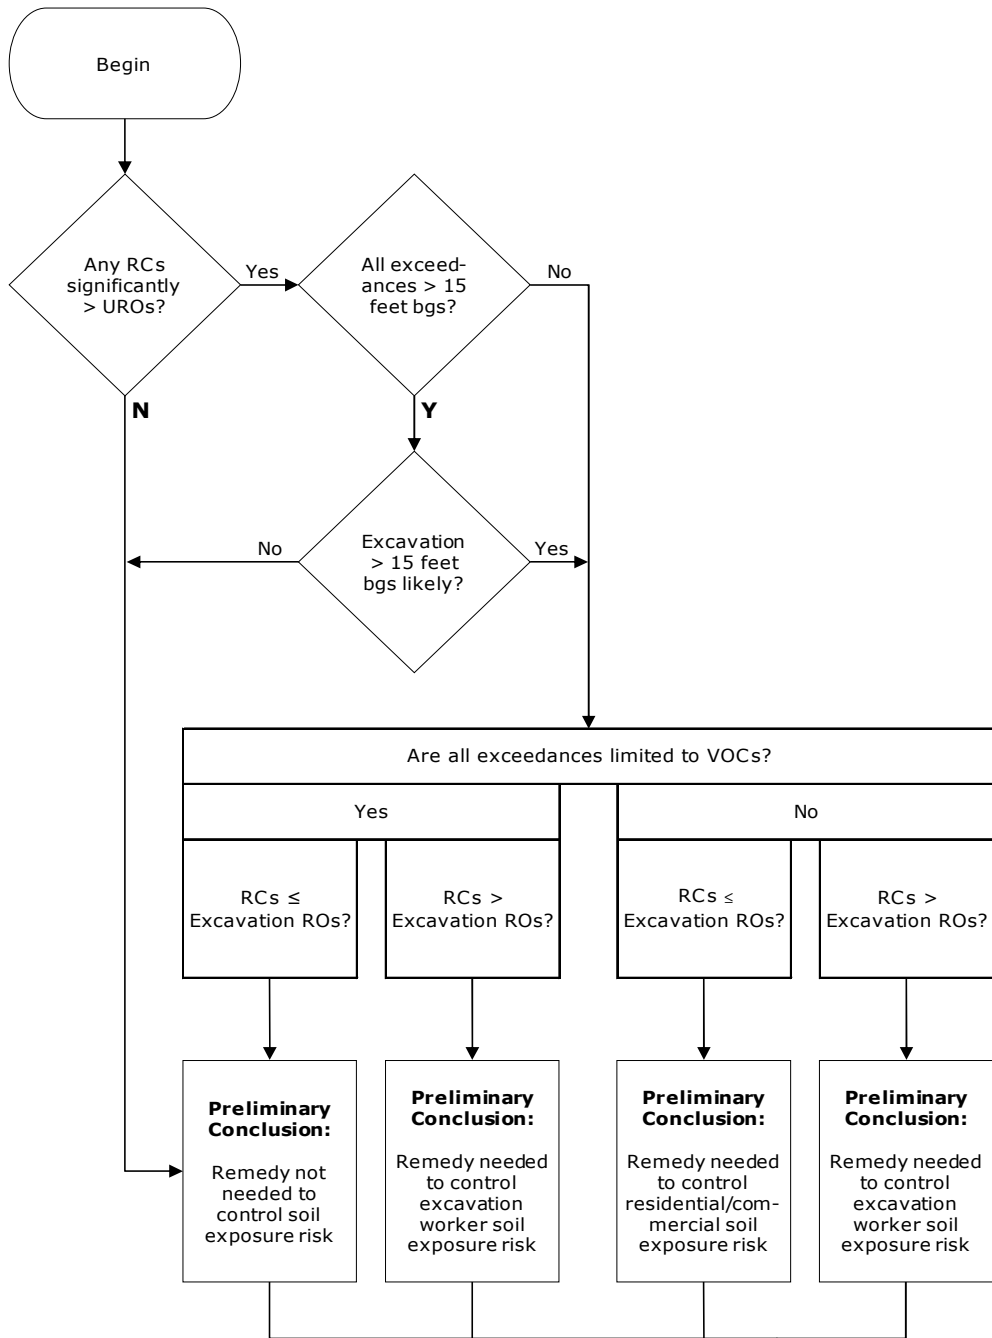 Begin
Any RCs
significantly
> UROs?
Yes
All exceed-
ances > 15
feet bgs?
No
N
Y
No
Excavation
> 15 feet
bgs likely?
Yes
Are all exceedances limited to VOCs?
Yes
No
RCs ≤
Excavation ROs?
RCs >
Excavation ROs?
RCs ≤
Excavation ROs?
RCs >
Excavation ROs?
Preliminary
Conclusion:
Remedy not
needed to
control soil
exposure risk
Preliminary
Conclusion:
Remedy needed
to control
excavation
worker soil
exposure risk
Preliminary
Conclusion:
Remedy needed
to control
residential/com-
mercial soil
exposure risk
Preliminary
Conclusion:
Remedy needed
to control
excavation
worker soil
exposure risk